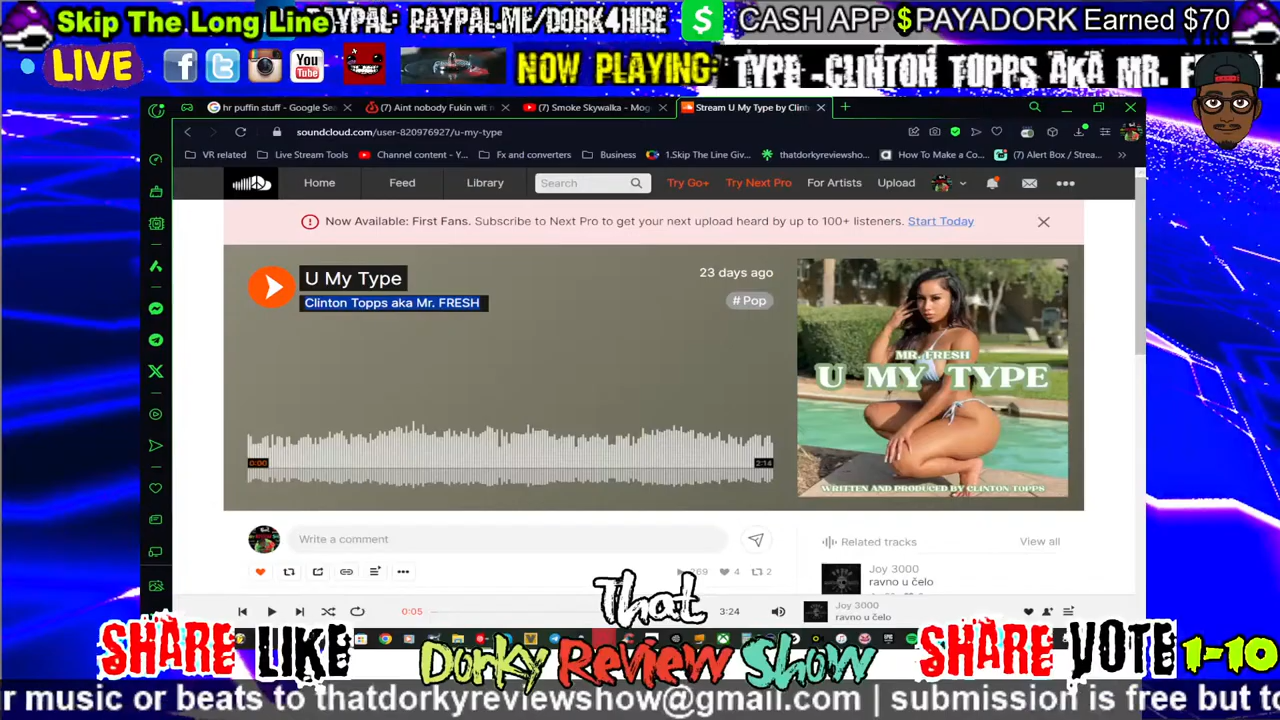 Skip The Long Line
PAYPAL: PAYPAL.ME/DORK4HIRE
$
CASH APP $PAYADORK Earned $70
LIVE
You
Tube
NOW PLAYING:
TYPE -CLINTON TOPPS AKA MR. F
hr puffin stuff - Google Se
(7) Aint nobody Fukin wit
(7) Smoke Skywalka - Mog
Stream U My Type by Clint
soundcloud.com/user-820976927/u-my-type
VR related
Live Stream Tools
Channel content - Y...
Fx and converters
Business
1.Skip The Line Giv...
thatdorkyreviewsho...
How To Make a Co...
(7) Alert Box / Strea...
Home
Feed
Library
Search
Try Go+
Try Next Pro
For Artists
Upload
Now Available: First Fans. Subscribe to Next Pro to get your next upload heard by up to 100+ listeners. Start Today
U My Type
Clinton Topps aka Mr. FRESH
23 days ago
# Pop
0:00
2:14
MR. FRESH
U MY TYPE
WRITTEN AND PRODUCED BY CLINTON TOPPS
Write a comment
4
2
Related tracks
View all
Joy 3000
ravno u čelo
0:05
3:24
Joy 3000
ravno u čelo
SHARE LIKE
That
Dorky Review Show
SHARE VOTE 1-10
r music or beats to thatdorkyreviewshow@gmail.com | submission is free but to